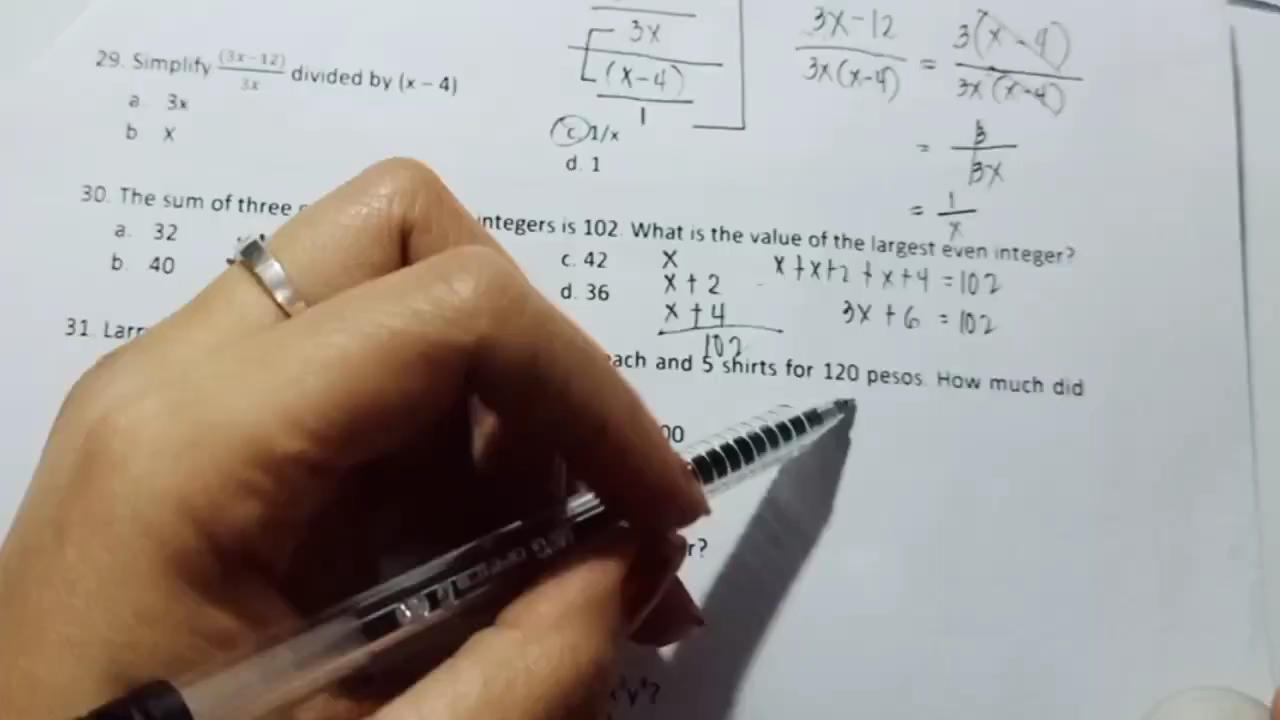 3x
(x-4)
1
3x-12 = 3(x-4)
3x(x-4) 3x(x-4)
= 3
3x
= 1
x
29. Simplify (3x-12)/3x divided by (x – 4)
a 3x
b x
c 1/x
d. 1
30. The sum of three integers is 102. What is the value of the largest even integer?
a. 32
b. 40
c. 42
d. 36
x
x + 2
x + 4
102
x + x+2 + x+4 = 102
3x + 6 = 102
31. Larr each and 5 shirts for 120 pesos. How much did
00
r?